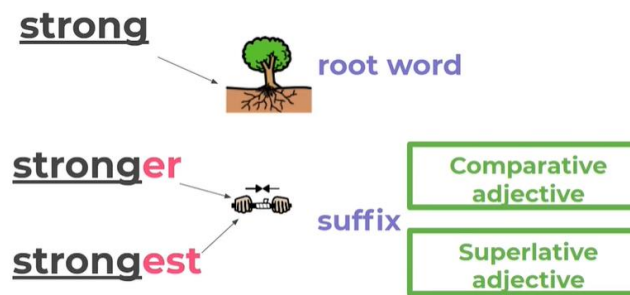 strong
root word
stronger
Comparative
adjective
suffix
strongest
Superlative
adjective